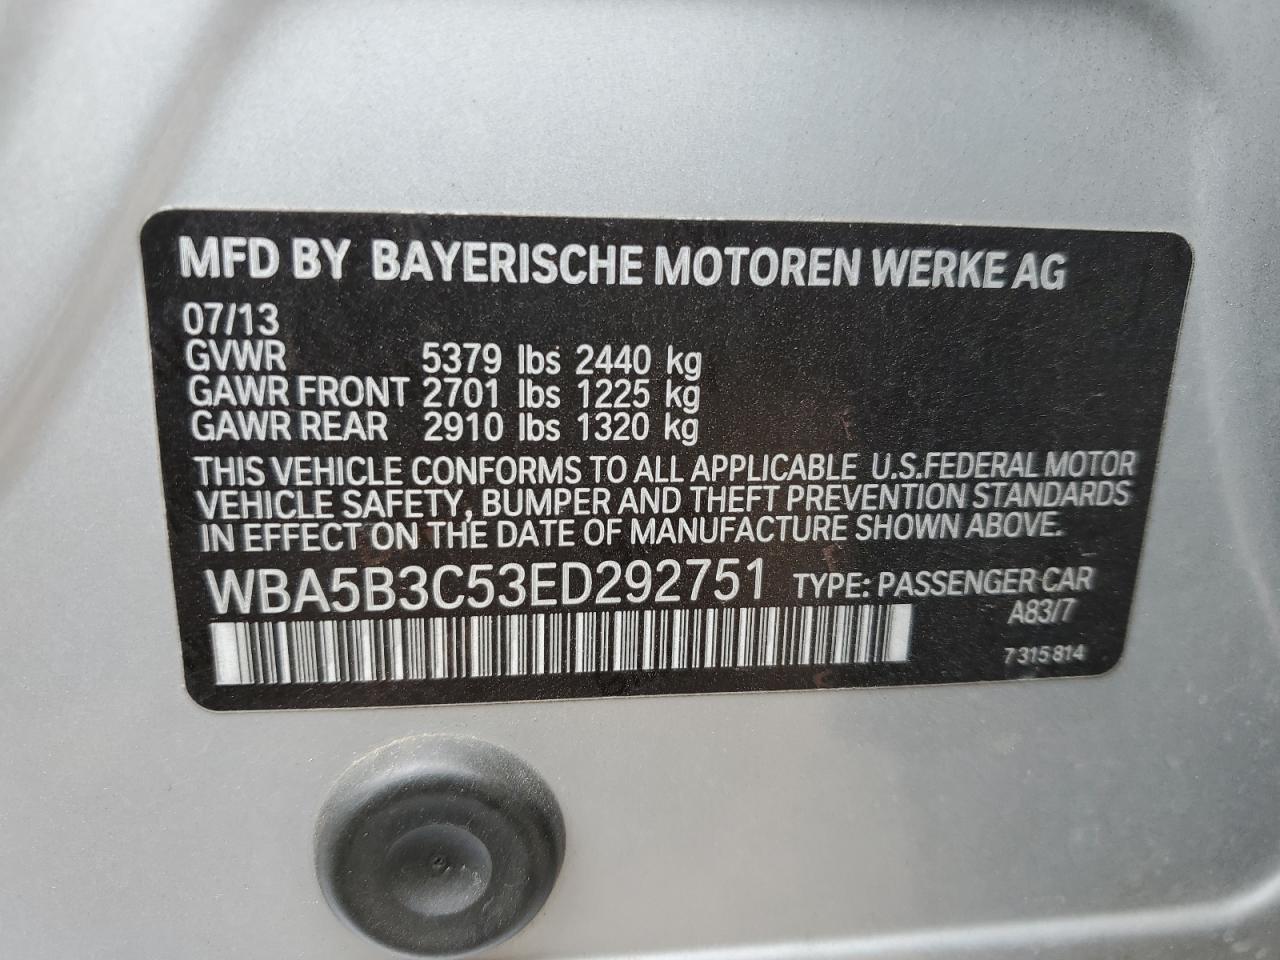 MFD BY BAYERISCHE MOTOREN WERKE AG
07/13
GVWR 5379 lbs 2440 kg
GAWR FRONT 2701 lbs 1225 kg
GAWR REAR 2910 lbs 1320 kg
THIS VEHICLE CONFORMS TO ALL APPLICABLE U.S.FEDERAL MOTOR
VEHICLE SAFETY, BUMPER AND THEFT PREVENTION STANDARDS
IN EFFECT ON THE DATE OF MANUFACTURE SHOWN ABOVE.
WBA5B3C53ED292751 TYPE: PASSENGER CAR
A83/7
7 315 814